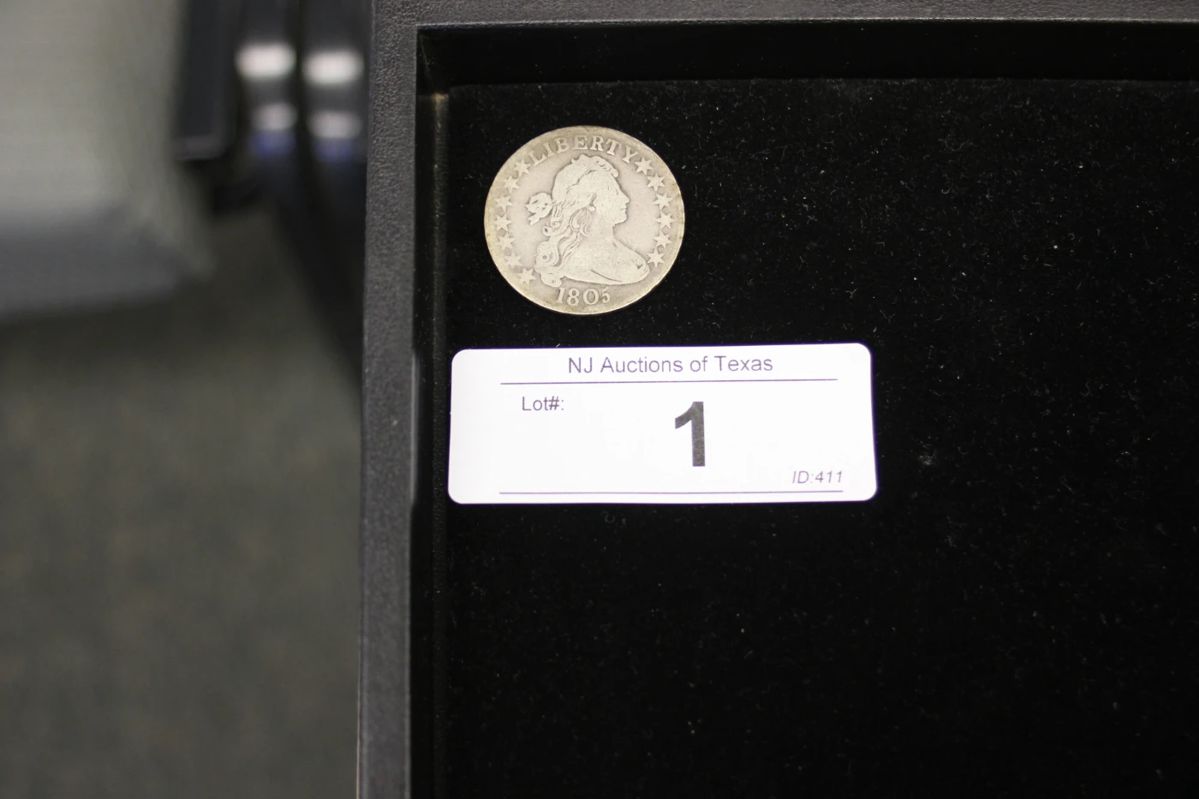 LIBERTY
1805
NJ Auctions of Texas
Lot#:
1
ID:411